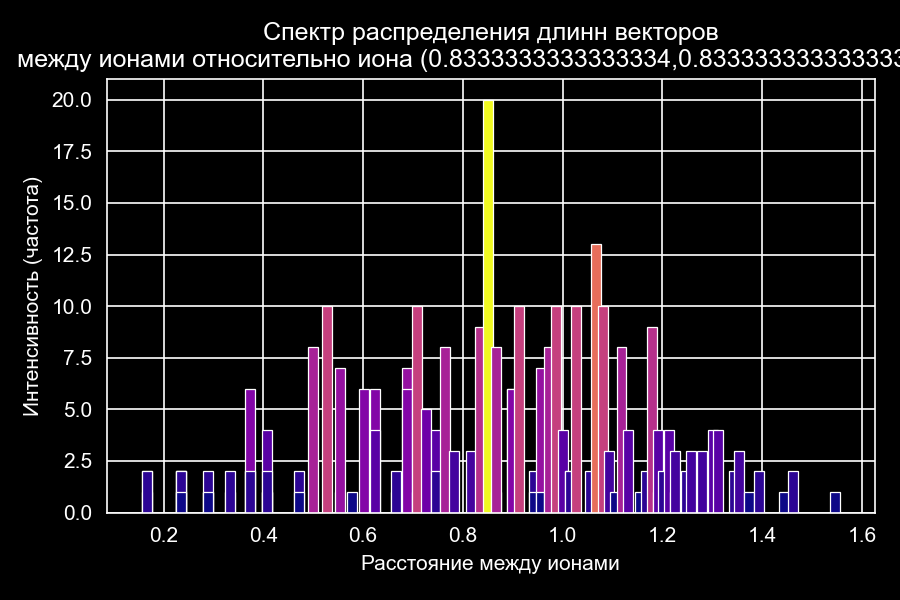 Спектр распределения длинн векторов
между ионами относительно иона (0.8333333333333334,0.833333333333333
20.0
17.5
15.0
12.5
10.0
7.5
5.0
2.5
0.0
Интенсивность (частота)
0.2 0.4 0.6 0.8 1.0 1.2 1.4 1.6
Расстояние между ионами